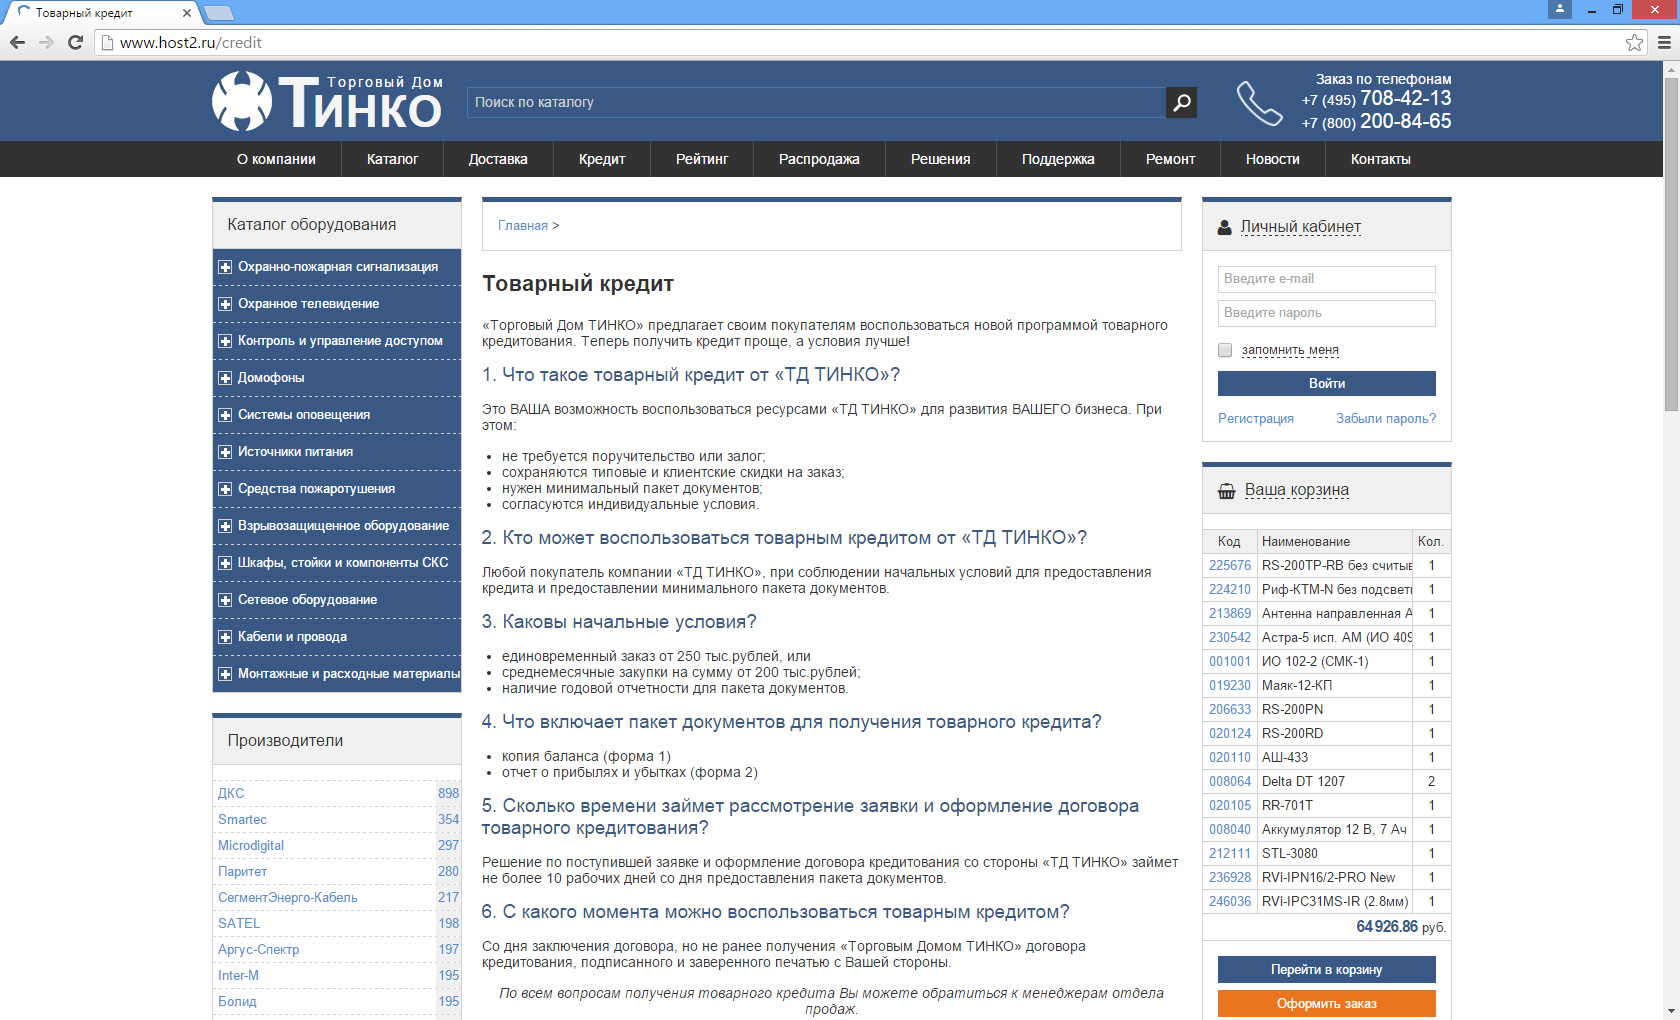 Товарный кредит
www.host2.ru/credit
Торговый Дом
Тинко
Поиск по каталогу
Заказ по телефонам
+7 (495) 708-42-13
+7 (800) 200-84-65
О компании
Каталог
Доставка
Кредит
Рейтинг
Распродажа
Решения
Поддержка
Ремонт
Новости
Контакты
Каталог оборудования
Охранно-пожарная сигнализация
Охранное телевидение
Контроль и управление доступом
Домофоны
Системы оповещения
Источники питания
Средства пожаротушения
Взрывозащищенное оборудование
Шкафы, стойки и компоненты СКС
Сетевое оборудование
Кабели и провода
Монтажные и расходные материалы
Производители
ДКС 898
Smartec 354
Microdigital 297
Паритет 280
СегментЭнерго-Кабель 217
SATEL 198
Аргус-Спектр 197
Inter-M 195
Болид 195
Главная >
Товарный кредит
«Торговый Дом ТИНКО» предлагает своим покупателям воспользоваться новой программой товарного
кредитования. Теперь получить кредит проще, а условия лучше!
1. Что такое товарный кредит от «ТД ТИНКО»?
Это ВАША возможность воспользоваться ресурсами «ТД ТИНКО» для развития ВАШЕГО бизнеса. При
этом:
• не требуется поручительство или залог;
• сохраняются типовые и клиентские скидки на заказ;
• нужен минимальный пакет документов;
• согласуются индивидуальные условия.
2. Кто может воспользоваться товарным кредитом от «ТД ТИНКО»?
Любой покупатель компании «ТД ТИНКО», при соблюдении начальных условий для предоставления
кредита и предоставлении минимального пакета документов.
3. Каковы начальные условия?
• единовременный заказ от 250 тыс.рублей, или
• среднемесячные закупки на сумму от 200 тыс.рублей;
• наличие годовой отчетности для пакета документов.
4. Что включает пакет документов для получения товарного кредита?
• копия баланса (форма 1)
• отчет о прибылях и убытках (форма 2)
5. Сколько времени займет рассмотрение заявки и оформление договора
товарного кредитования?
Решение по поступившей заявке и оформление договора кредитования со стороны «ТД ТИНКО» займет
не более 10 рабочих дней со дня предоставления пакета документов.
6. С какого момента можно воспользоваться товарным кредитом?
Со дня заключения договора, но не ранее получения «Торговым Домом ТИНКО» договора
кредитования, подписанного и заверенного печатью с Вашей стороны.
По всем вопросам получения товарного кредита Вы можете обратиться к менеджерам отдела
продаж.
Личный кабинет
Введите e-mail
Введите пароль
запомнить меня
Войти
Регистрация Забыли пароль?
Ваша корзина
Код Наименование Кол.
225676 RS-200TP-RB без считыв 1
224210 Риф-КТМ-N без подсветк 1
213869 Антенна направленная А 1
230542 Астра-5 исп. АМ (ИО 409 1
001001 ИО 102-2 (СМК-1) 1
019230 Маяк-12-КП 1
206633 RS-200PN 1
020124 RS-200RD 1
020110 АШ-433 1
008064 Delta DT 1207 2
020105 RR-701T 1
008040 Аккумулятор 12 В, 7 Ач 1
212111 STL-3080 1
236928 RVi-IPN16/2-PRO New 1
246036 RVi-IPC31MS-IR (2.8мм) 1
64 926.86 руб.
Перейти в корзину
Оформить заказ